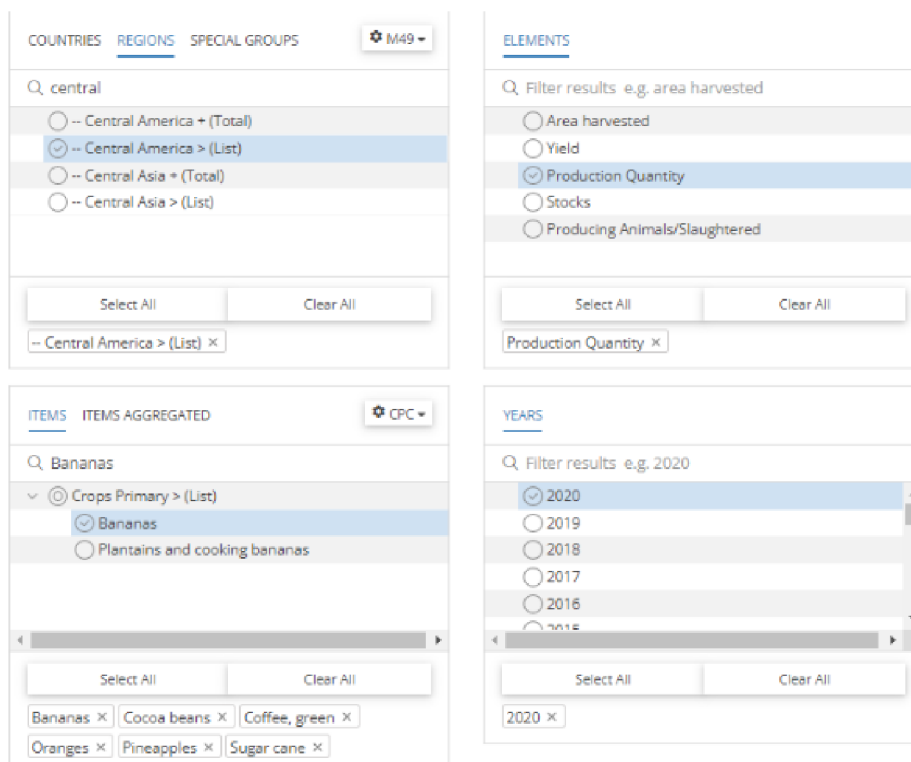 COUNTRIES REGIONS SPECIAL GROUPS M49
central
-- Central America + (Total)
-- Central America > (List)
-- Central Asia + (Total)
-- Central Asia > (List)
Select All Clear All
-- Central America > (List) ×
ELEMENTS
Filter results e.g. area harvested
Area harvested
Yield
Production Quantity
Stocks
Producing Animals/Slaughtered
Select All Clear All
Production Quantity ×
ITEMS ITEMS AGGREGATED CPC
Bananas
Crops Primary > (List)
Bananas
Plantains and cooking bananas
Select All Clear All
Bananas × Cocoa beans × Coffee, green ×
Oranges × Pineapples × Sugar cane ×
YEARS
Filter results e.g. 2020
2020
2019
2018
2017
2016
2015
Select All Clear All
2020 ×